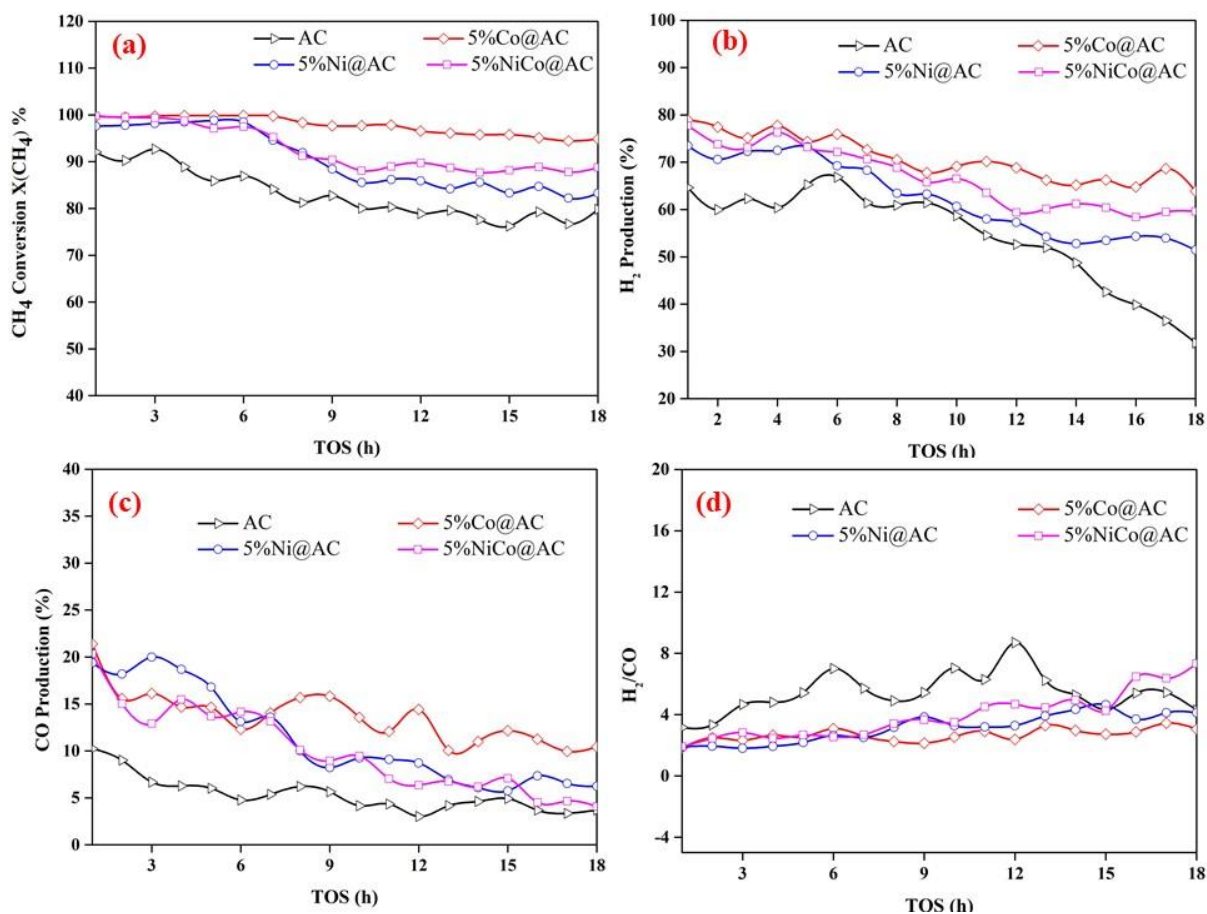 (a)
AC
5%Co@AC
5%Ni@AC
5%NiCo@AC
CH4 Conversion X(CH4) %
120
110
100
90
80
70
60
50
40
3
6
9
12
15
18
TOS (h)
(b)
AC
5%Co@AC
5%Ni@AC
5%NiCo@AC
H2 Production (%)
100
90
80
70
60
50
40
30
20
2
4
6
8
10
12
14
16
18
TOS (h)
(c)
AC
5%Co@AC
5%Ni@AC
5%NiCo@AC
CO Production (%)
40
35
30
25
20
15
10
5
0
3
6
9
12
15
18
TOS (h)
(d)
AC
5%Co@AC
5%Ni@AC
5%NiCo@AC
H2/CO
20
16
12
8
4
0
-4
3
6
9
12
15
18
TOS (h)